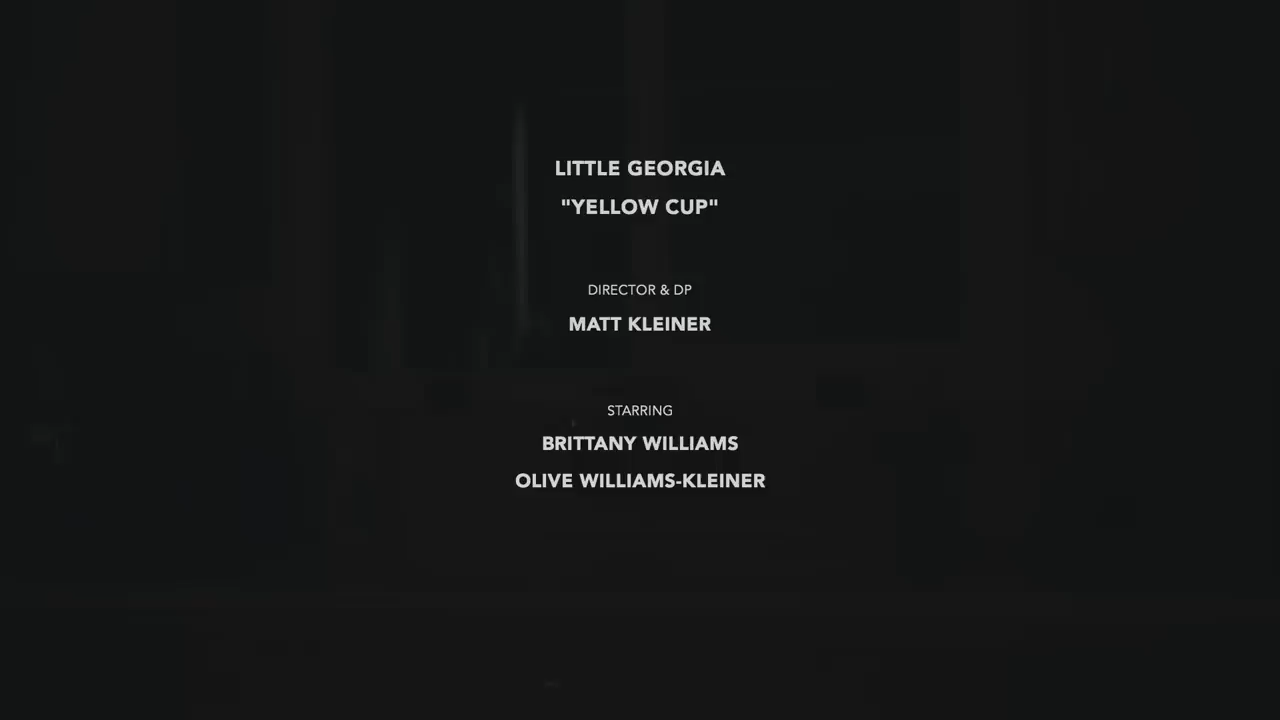 LITTLE GEORGIA
"YELLOW CUP"
DIRECTOR & DP
MATT KLEINER
STARRING
BRITTANY WILLIAMS
OLIVE WILLIAMS-KLEINER